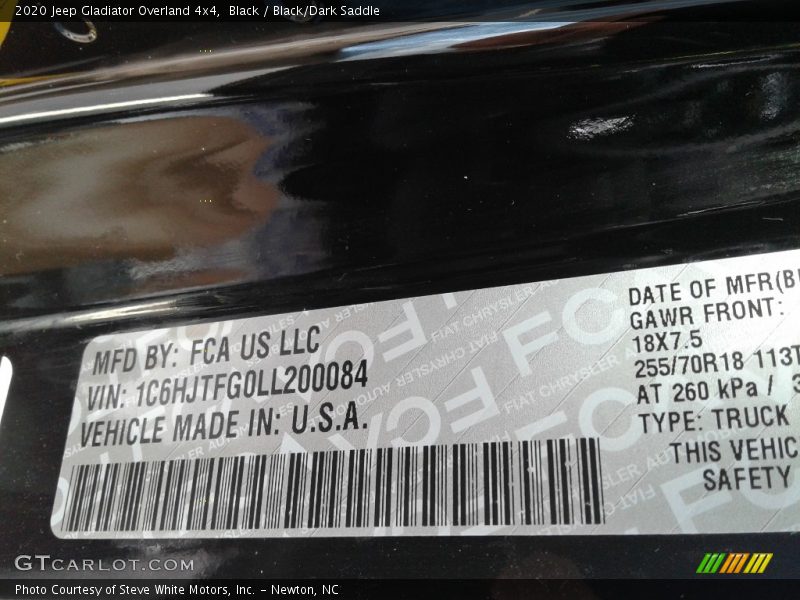 2020 Jeep Gladiator Overland 4x4,  Black / Black/Dark Saddle
MFD BY: FCA US LLC
VIN: 1C6HJTFG0LL200084
VEHICLE MADE IN: U.S.A.
DATE OF MFR
GAWR FRONT:
18X7.5
255/70R18 113T
AT 260 kPa /
TYPE: TRUCK
THIS
SAFETY
GTCARLOT.COM
Photo Courtesy of Steve White Motors, Inc. – Newton, NC